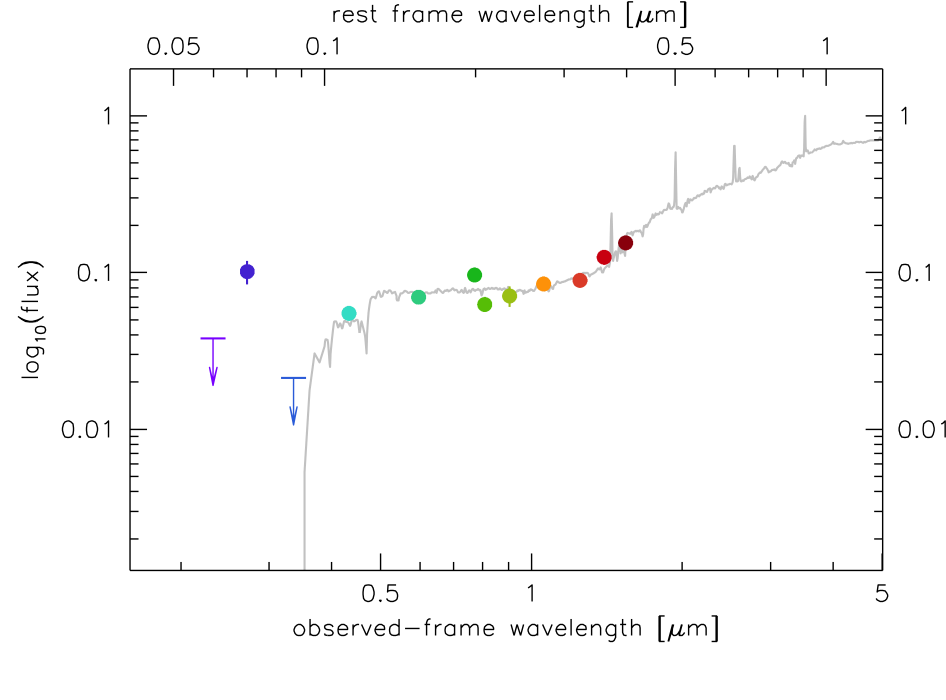 rest frame wavelength [μm]
0.05 0.1 0.5 1
1 1
0.1 0.1
log10(flux)
0.01 0.01
0.5 1 5
observed-frame wavelength [μm]